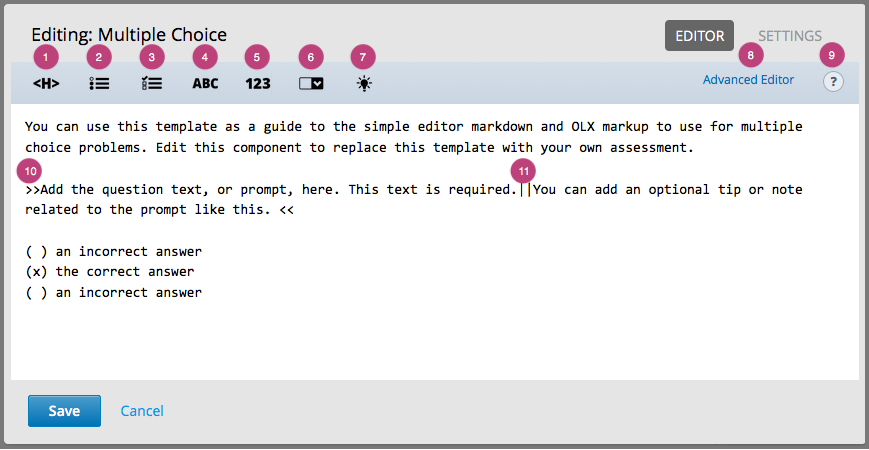 Editing: Multiple Choice
EDITOR
SETTINGS
1
2
3
4
5
6
7
8
9
<H>
ABC
123
Advanced Editor
?
You can use this template as a guide to the simple editor markdown and OLX markup to use for multiple
choice problems. Edit this component to replace this template with your own assessment.
10
11
>>Add the question text, or prompt, here. This text is required.||You can add an optional tip or note
related to the prompt like this. <<
( ) an incorrect answer
(x) the correct answer
( ) an incorrect answer
Save
Cancel